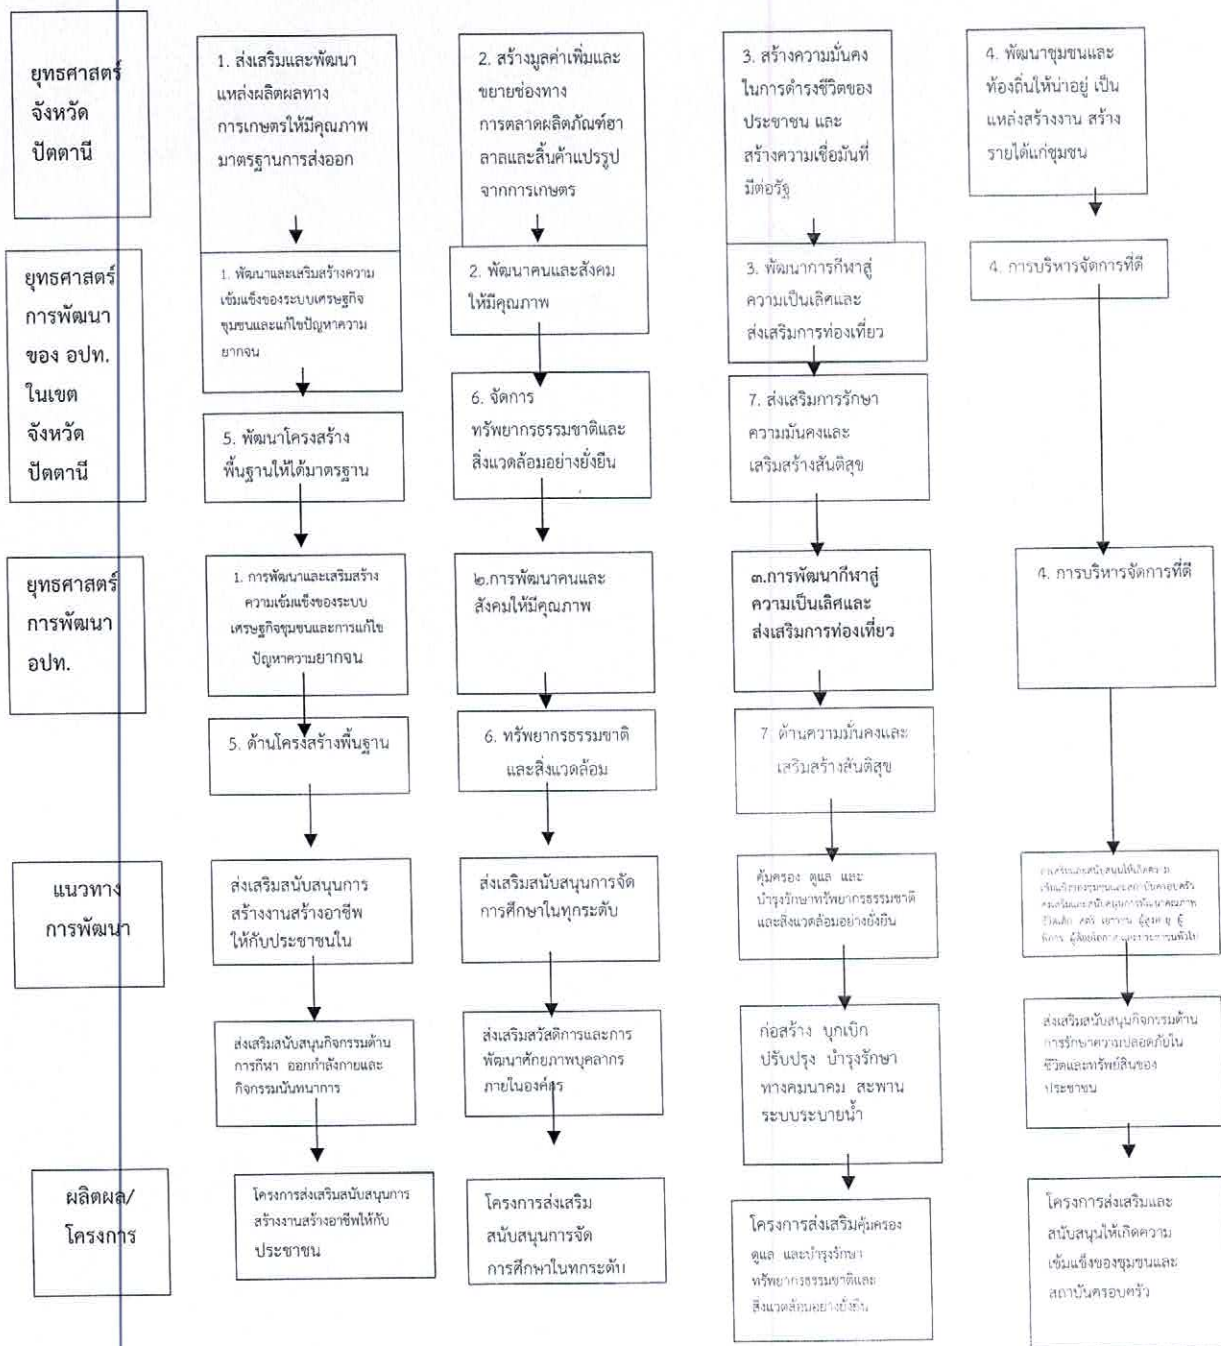 ยุทธศาสตร์
จังหวัด
ปัตตานี
1. ส่งเสริมและพัฒนา
แหล่งผลิตผลทาง
การเกษตรให้มีคุณภาพ
มาตรฐานการส่งออก
2. สร้างมูลค่าเพิ่มและ
ขยายช่องทาง
การตลาดผลิตภัณฑ์ฮา
ลาลและสินค้าแปรรูป
จากการเกษตร
3. สร้างความมั่นคง
ในการดำรงชีวิตของ
ประชาชน และ
สร้างความเชื่อมั่นที่
มีต่อรัฐ
4. พัฒนาชุมชนและ
ท้องถิ่นให้น่าอยู่ เป็น
แหล่งสร้างงาน สร้าง
รายได้แก่ชุมชน
ยุทธศาสตร์
การพัฒนา
ของ อปท.
ในเขต
จังหวัด
ปัตตานี
1. พัฒนาและเสริมสร้างความ
เข้มแข็งของระบบเศรษฐกิจ
ชุมชนและแก้ไขปัญหาความ
ยากจน
2. พัฒนาคนและสังคม
ให้มีคุณภาพ
3. พัฒนาการกีฬาสู่
ความเป็นเลิศและ
ส่งเสริมการท่องเที่ยว
4. การบริหารจัดการที่ดี
5. พัฒนาโครงสร้าง
พื้นฐานให้ได้มาตรฐาน
6. จัดการ
ทรัพยากรธรรมชาติและ
สิ่งแวดล้อมอย่างยั่งยืน
7. ส่งเสริมการรักษา
ความมั่นคงและ
เสริมสร้างสันติสุข
ยุทธศาสตร์
การพัฒนา
อปท.
1. การพัฒนาและเสริมสร้าง
ความเข้มแข็งของระบบ
เศรษฐกิจชุมชนและการแก้ไข
ปัญหาความยากจน
๒.การพัฒนาคนและ
สังคมให้มีคุณภาพ
๓.การพัฒนากีฬาสู่
ความเป็นเลิศและ
ส่งเสริมการท่องเที่ยว
4. การบริหารจัดการที่ดี
5. ด้านโครงสร้างพื้นฐาน
6. ทรัพยากรธรรมชาติ
และสิ่งแวดล้อม
7. ด้านความมั่นคงและ
เสริมสร้างสันติสุข
แนวทาง
การพัฒนา
ส่งเสริมสนับสนุนการ
สร้างงานสร้างอาชีพ
ให้กับประชาชนใน
ส่งเสริมสนับสนุนการจัด
การศึกษาในทุกระดับ
คุ้มครอง ดูแล และ
บำรุงรักษาทรัพยากรธรรมชาติ
และสิ่งแวดล้อมอย่างยั่งยืน
ส่งเสริมสนับสนุนกิจกรรมด้าน
การกีฬา ออกกำลังกายและ
กิจกรรมนันทนาการ
ส่งเสริมสวัสดิการและการ
พัฒนาศักยภาพบุคลากร
ภายในองค์กร
ก่อสร้าง บุกเบิก
ปรับปรุง บำรุงรักษา
ทางคมนาคม สะพาน
ระบบระบายน้ำ
ส่งเสริมสนับสนุนกิจกรรมด้าน
การรักษาความปลอดภัยใน
ชีวิตและทรัพย์สินของ
ประชาชน
ผลิตผล/
โครงการ
โครงการส่งเสริมสนับสนุนการ
สร้างงานสร้างอาชีพให้กับ
ประชาชน
โครงการส่งเสริม
สนับสนุนการจัด
การศึกษาในทุกระดับ
โครงการส่งเสริมคุ้มครอง
ดูแล และบำรุงรักษา
ทรัพยากรธรรมชาติและ
สิ่งแวดล้อมอย่างยั่งยืน
โครงการส่งเสริมและ
สนับสนุนให้เกิดความ
เข้มแข็งของชุมชนและ
สถาบันครอบครัว